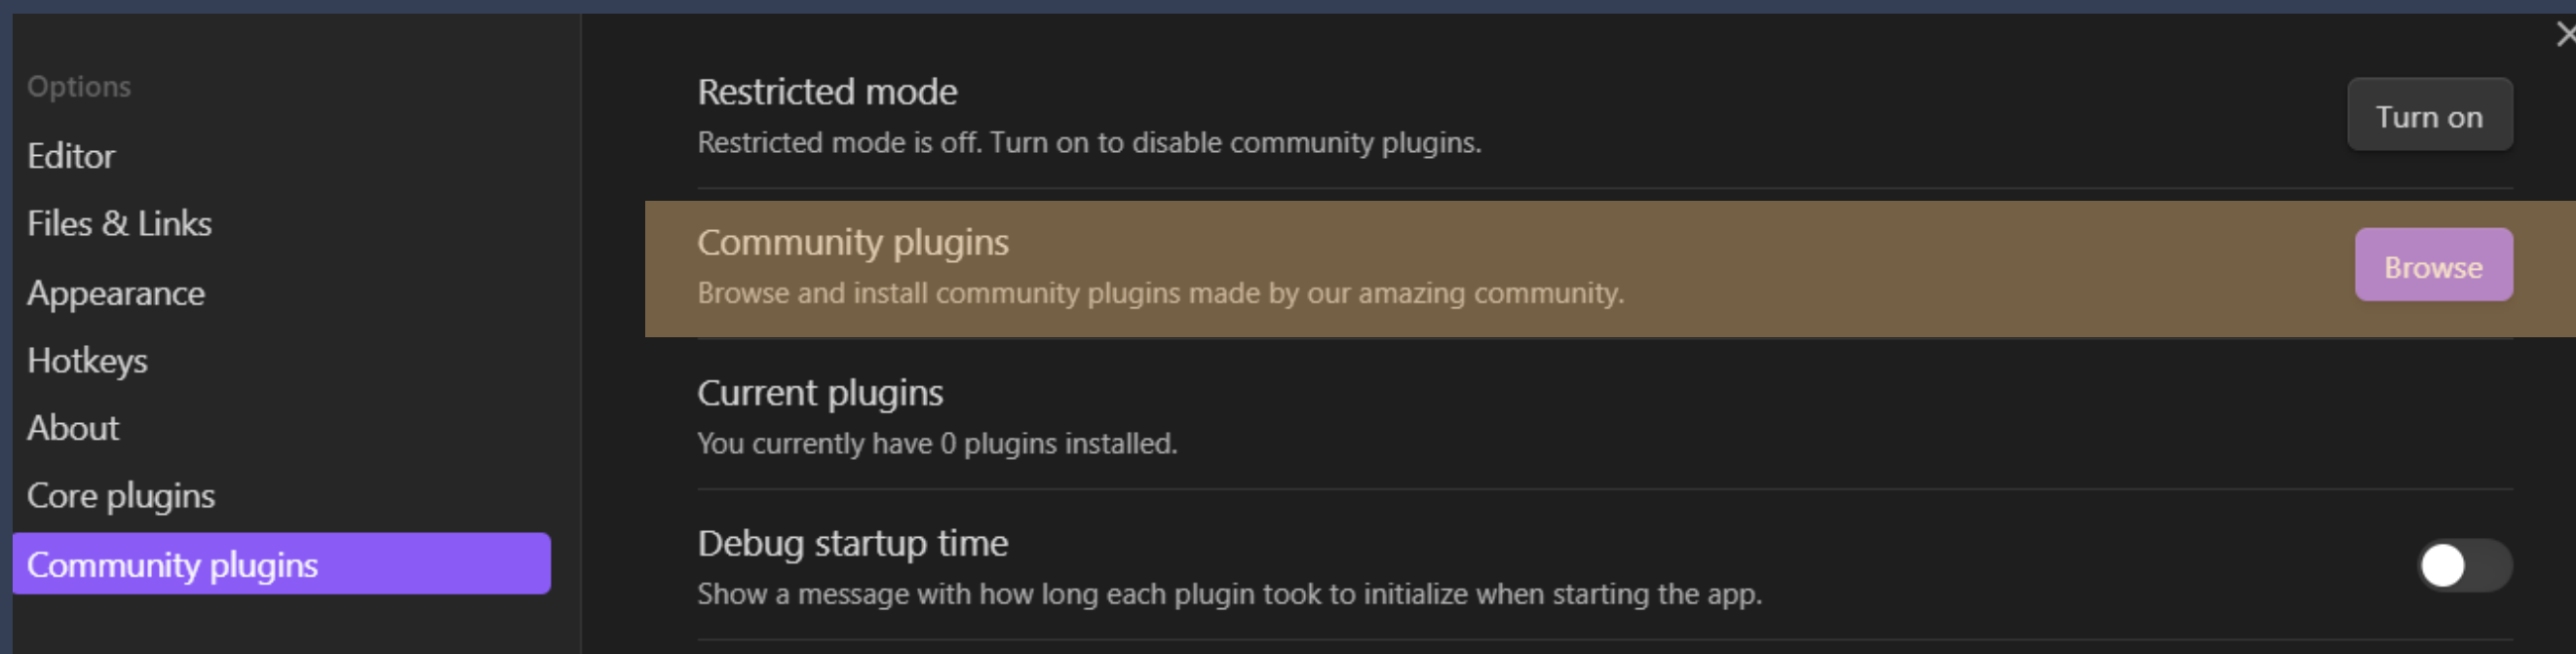 Options
Editor
Files & Links
Appearance
Hotkeys
About
Core plugins
Community plugins
Restricted mode
Restricted mode is off. Turn on to disable community plugins.
Turn on
Community plugins
Browse and install community plugins made by our amazing community.
Browse
Current plugins
You currently have 0 plugins installed.
Debug startup time
Show a message with how long each plugin took to initialize when starting the app.